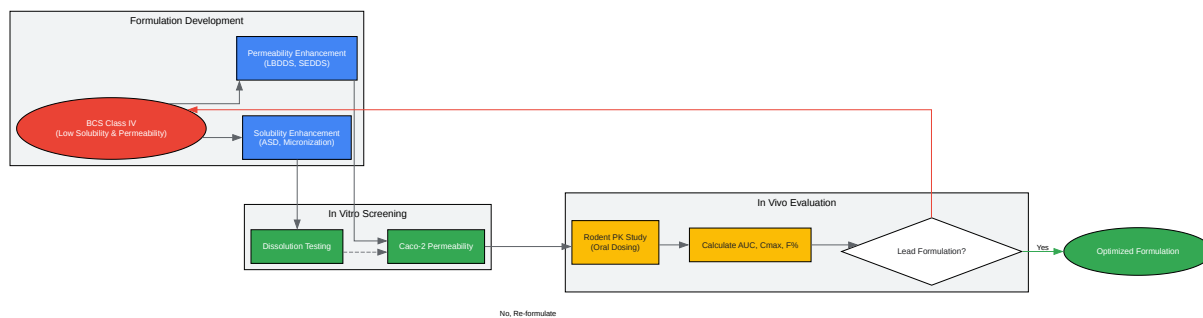 Formulation Development
Permeability Enhancement
(LBDDS, SEDDS)
BCS Class IV
(Low Solubility & Permeability)
Solubility Enhancement
(ASD, Micronization)
In Vitro Screening
Dissolution Testing
Caco-2 Permeability
In Vivo Evaluation
Rodent PK Study
(Oral Dosing)
Calculate AUC, Cmax, F%
Lead Formulation?
Yes
Optimized Formulation
No, Re-formulate